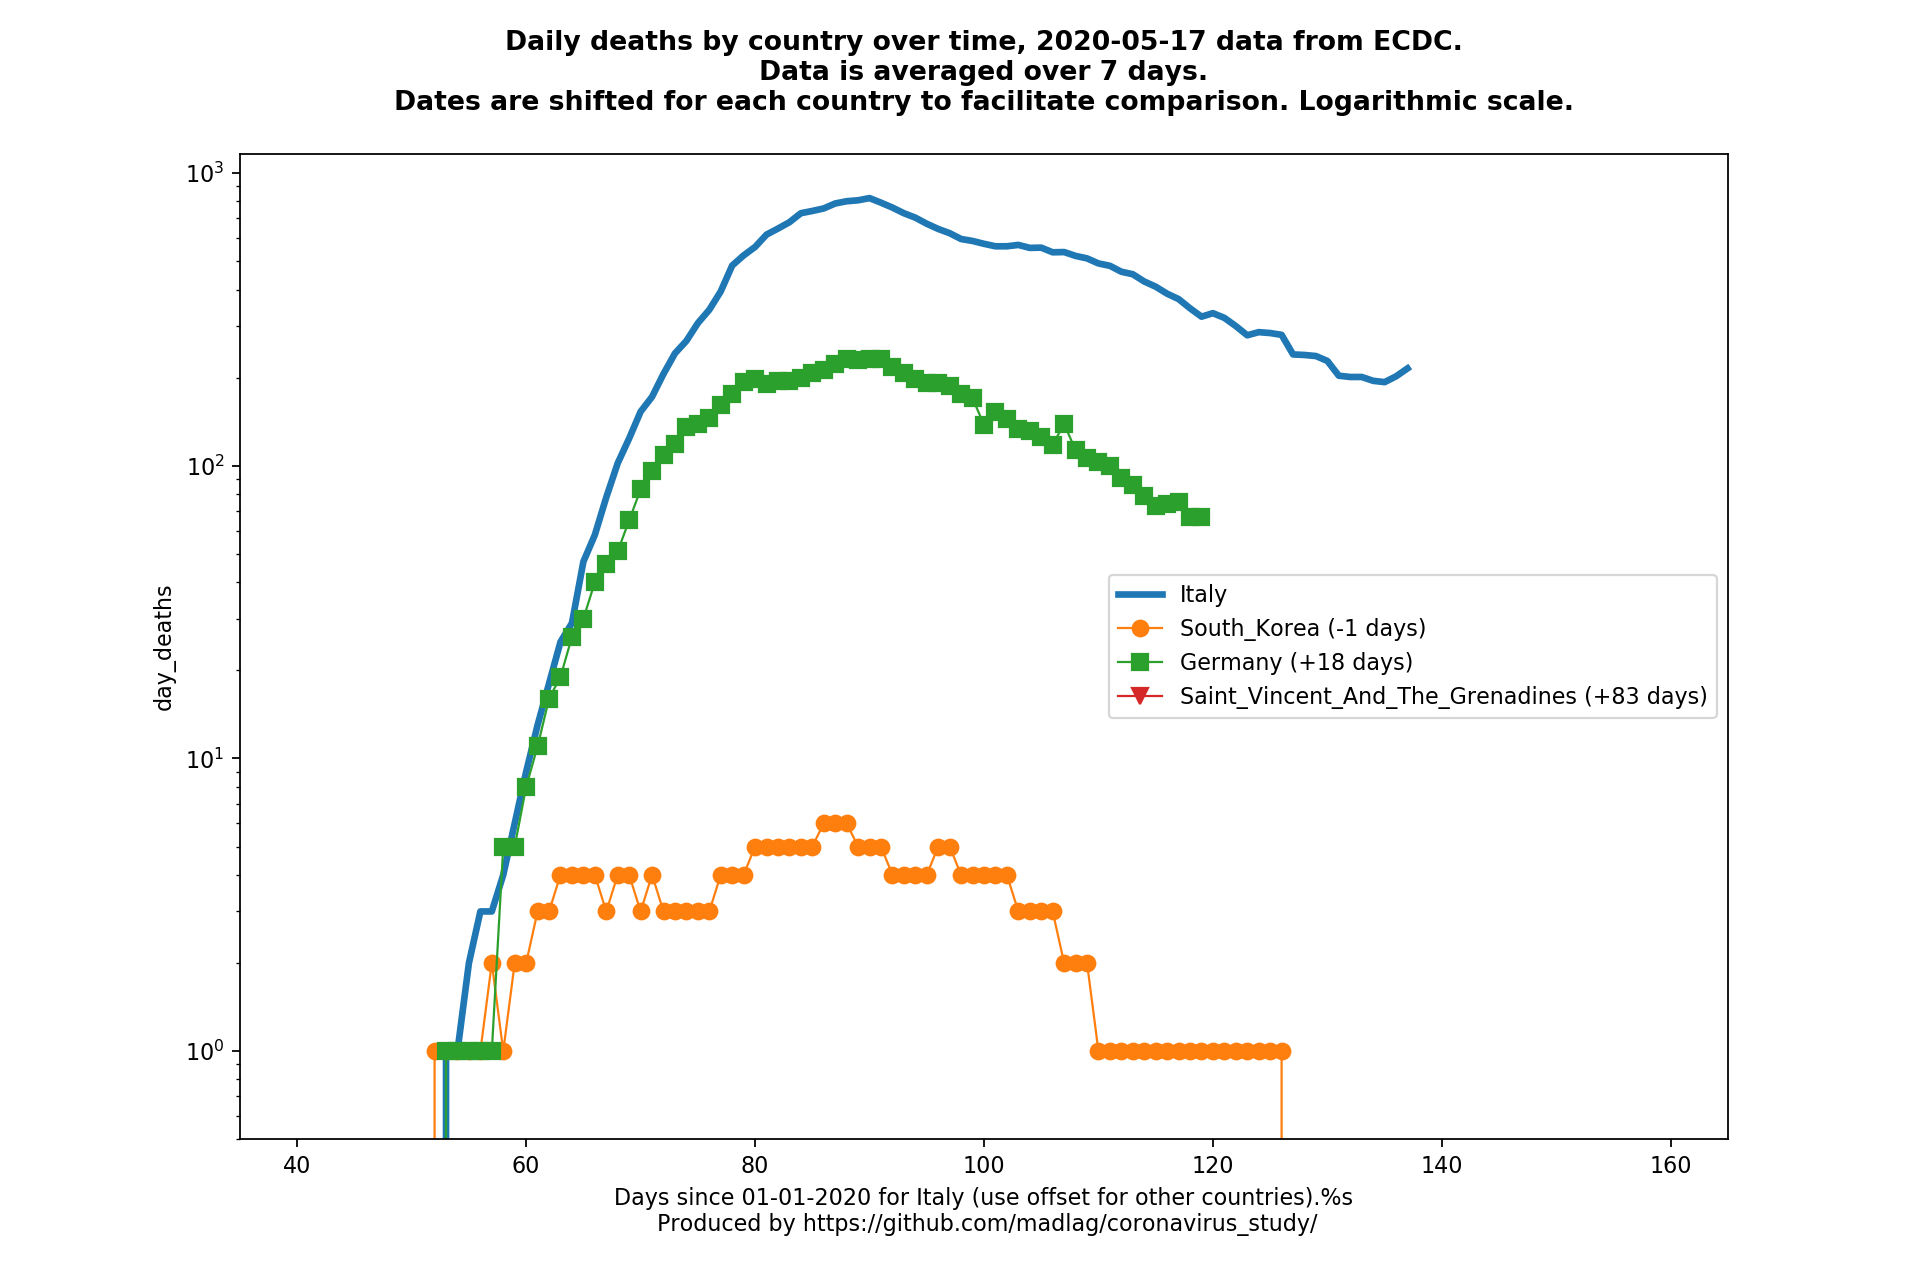 Daily deaths by country over time, 2020-05-17 data from ECDC.
Data is averaged over 7 days.
Dates are shifted for each country to facilitate comparison. Logarithmic scale.
10³
10²
10¹
10⁰
day_deaths
Italy
South_Korea (-1 days)
Germany (+18 days)
Saint_Vincent_And_The_Grenadines (+83 days)
40 60 80 100 120 140 160
Days since 01-01-2020 for Italy (use offset for other countries).%s
Produced by https://github.com/madlag/coronavirus_study/